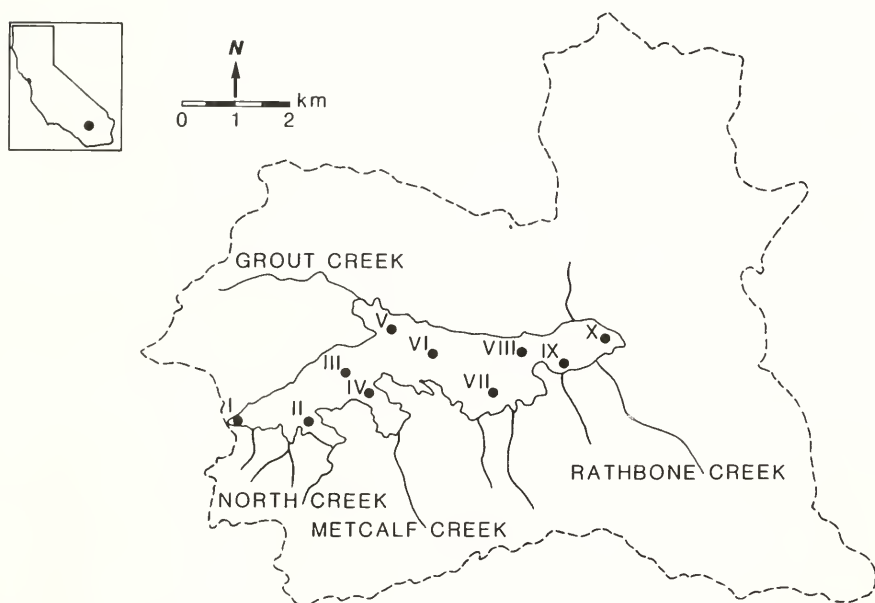 N
km
0 1 2
GROUT CREEK
V
X
VI
VIII
IX
III
IV
VII
I
II
RATHBONE CREEK
NORTH CREEK
METCALF CREEK